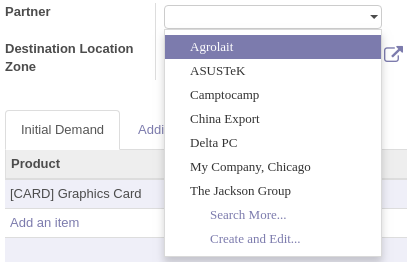 Partner
Agrolait
Destination Location
Zone
ASUSTeK
Camptocamp
China Export
Initial Demand
Addi
Delta PC
Product
My Company, Chicago
[CARD] Graphics Card
The Jackson Group
Add an item
Search More...
Create and Edit...